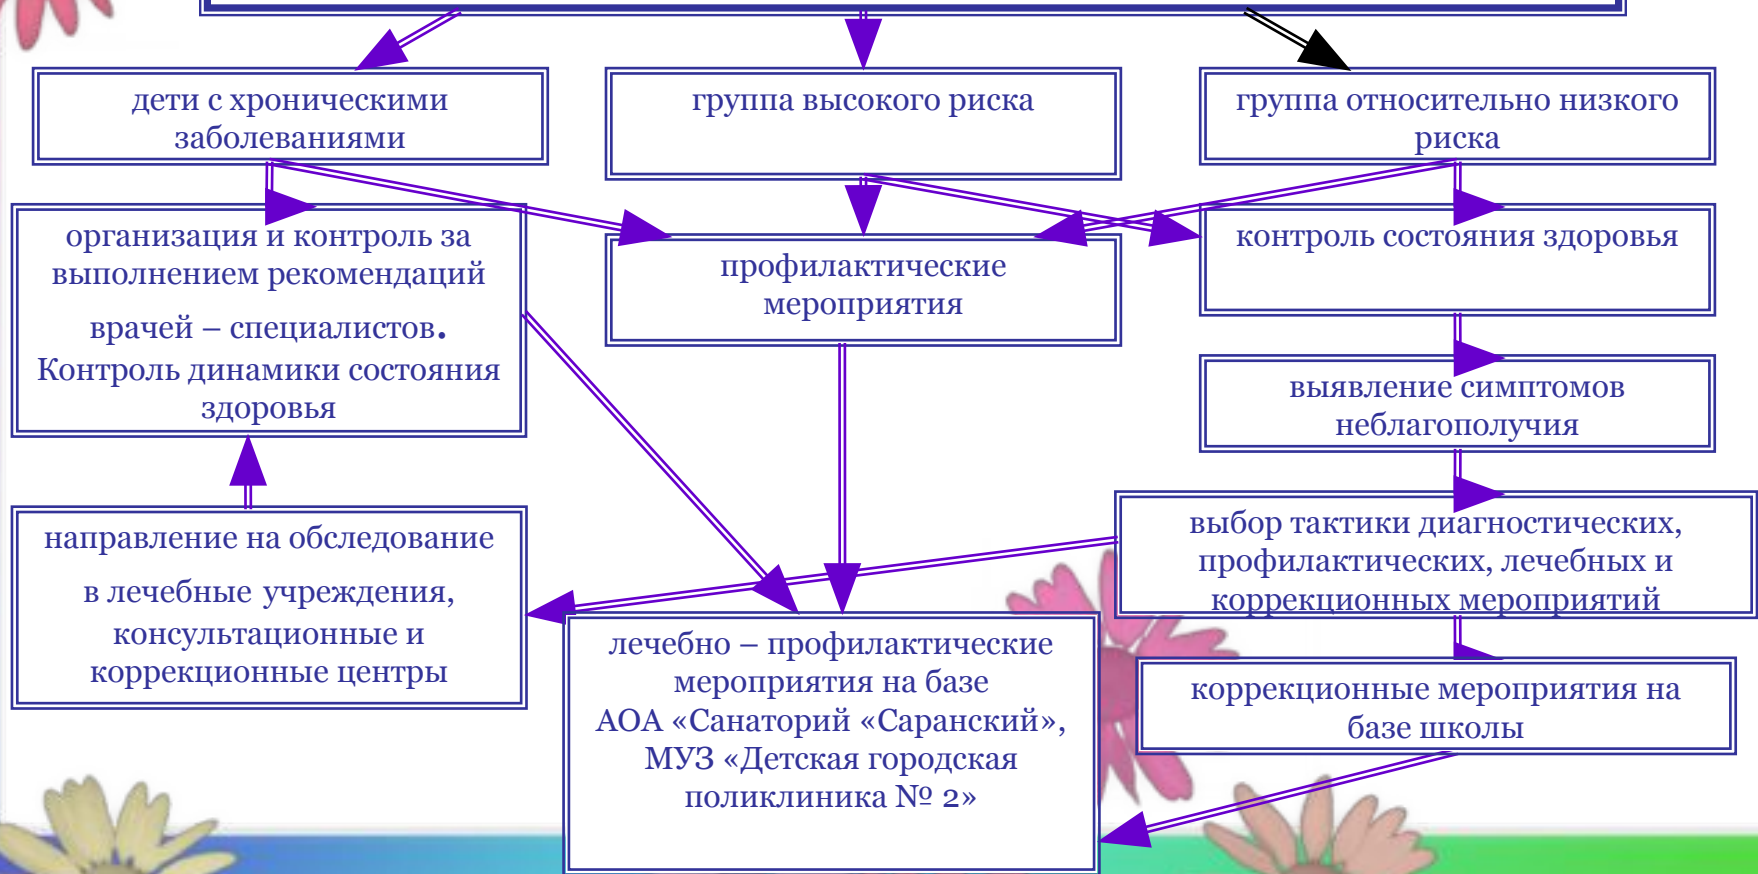 дети с хроническими
заболеваниями
группа высокого риска
группа относительно низкого
риска
организация и контроль за
выполнением рекомендаций
врачей – специалистов.
Контроль динамики состояния
здоровья
профилактические
мероприятия
контроль состояния здоровья
выявление симптомов
неблагополучия
направление на обследование
в лечебные учреждения,
консультационные и
коррекционные центры
выбор тактики диагностических,
профилактических, лечебных и
коррекционных мероприятий
лечебно – профилактические
мероприятия на базе
АОА «Санаторий «Саранский»,
МУЗ «Детская городская
поликлиника № 2»
коррекционные мероприятия на
базе школы